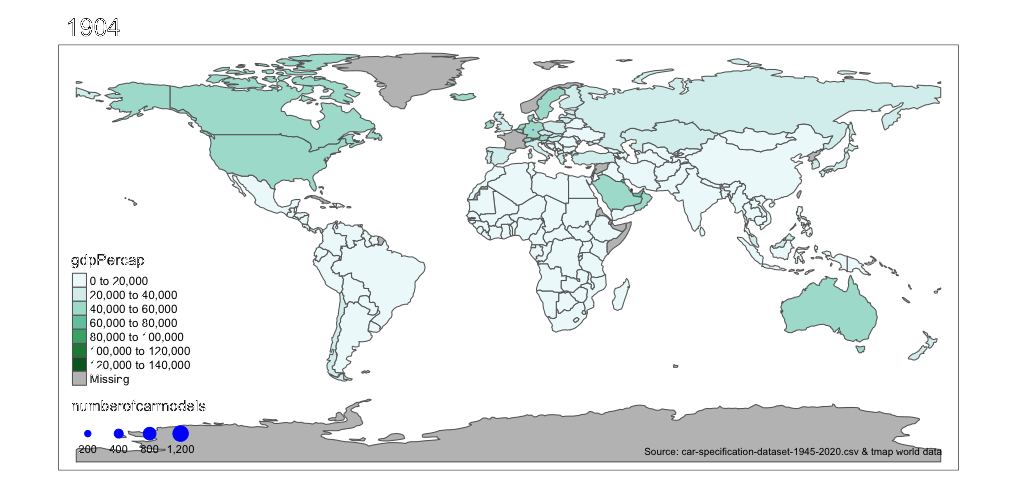 1904
gdpPercap
0 to 20,000
20,000 to 40,000
40,000 to 60,000
60,000 to 80,000
80,000 to 100,000
100,000 to 120,000
120,000 to 140,000
Missing
numberofcarmodels
200 400 800 1,200
Source: car-specification-dataset-1945-2020.csv & tmap world data